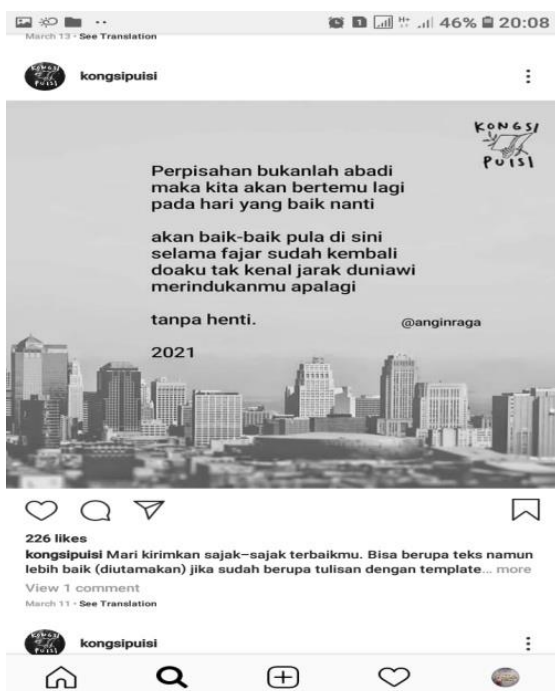 46% 20:08
March 13 · See Translation
kongsipuisi
KONGSI
PUISI
Perpisahan bukanlah abadi
maka kita akan bertemu lagi
pada hari yang baik nanti
akan baik-baik pula di sini
selama fajar sudah kembali
doaku tak kenal jarak duniawi
merindukanmu apalagi
tanpa henti.
@anginraga
2021
226 likes
kongsipuisi Mari kirimkan sajak–sajak terbaikmu. Bisa berupa teks namun
lebih baik (diutamakan) jika sudah berupa tulisan dengan template... more
View 1 comment
March 11 · See Translation
kongsipuisi